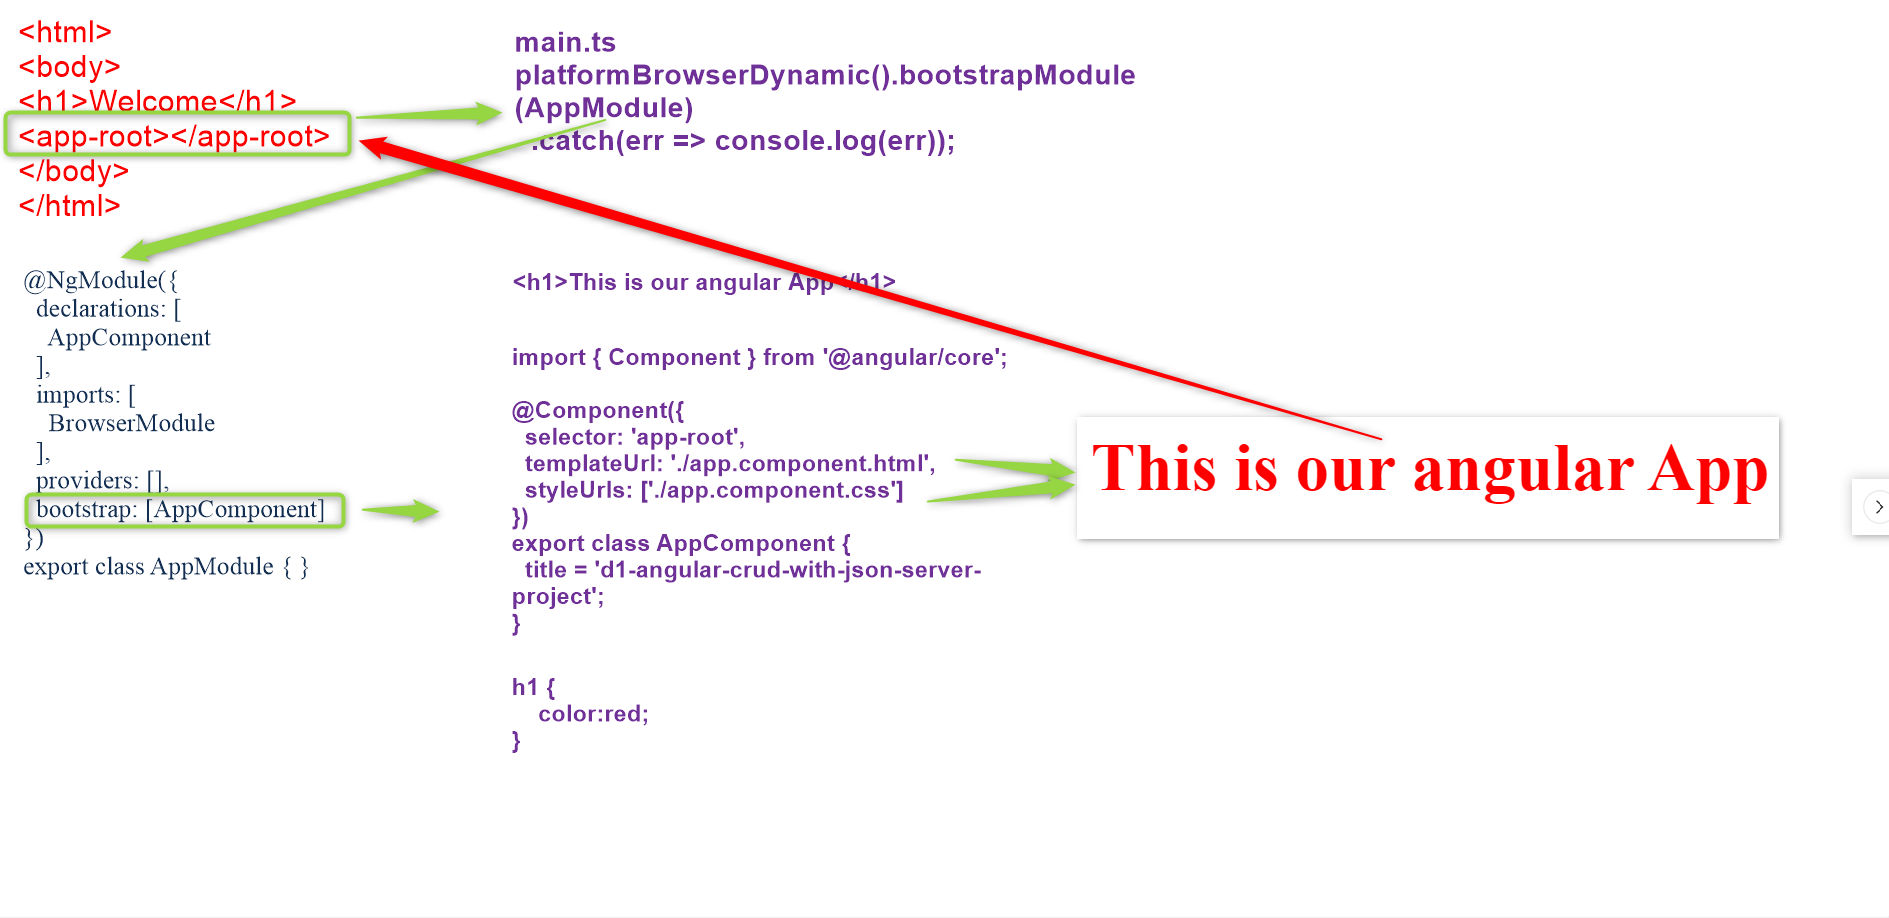 <html>
<body>
<h1>Welcome</h1>
<app-root></app-root>
</body>
</html>
main.ts
platformBrowserDynamic().bootstrapModule
(AppModule)
.catch(err => console.log(err));
@NgModule({
declarations: [
AppComponent
],
imports: [
BrowserModule
],
providers: [],
bootstrap: [AppComponent]
})
export class AppModule { }
<h1>This is our angular App</h1>
import { Component } from '@angular/core';
@Component({
selector: 'app-root',
templateUrl: './app.component.html',
styleUrls: ['./app.component.css']
})
export class AppComponent {
title = 'd1-angular-crud-with-json-server-
project';
}
h1 {
color:red;
}
This is our angular App